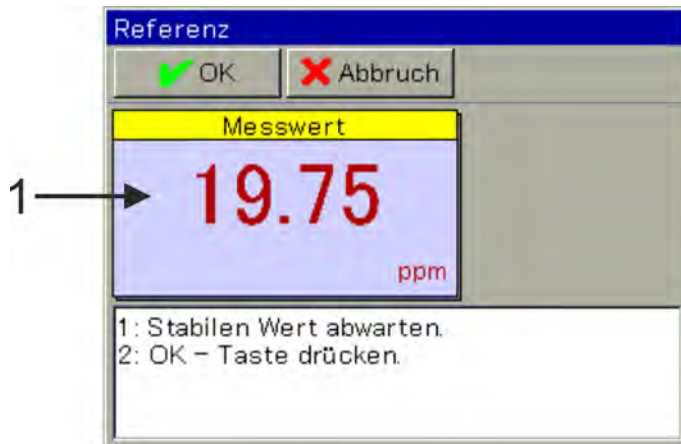 Referenz
OK Abbruch
Messwert
1
19.75
ppm
1: Stabilen Wert abwarten.
2: OK - Taste drücken.